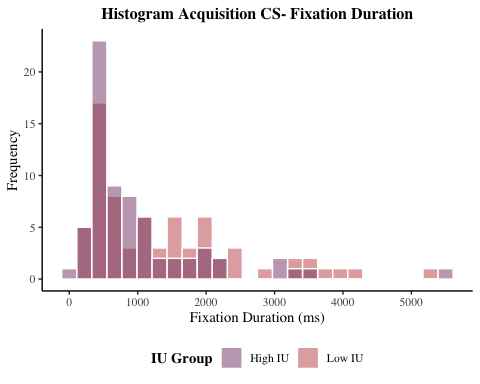 Histogram Acquisition CS- Fixation Duration
Frequency
20
15
10
5
0
0 1000 2000 3000 4000 5000
Fixation Duration (ms)
IU Group High IU Low IU